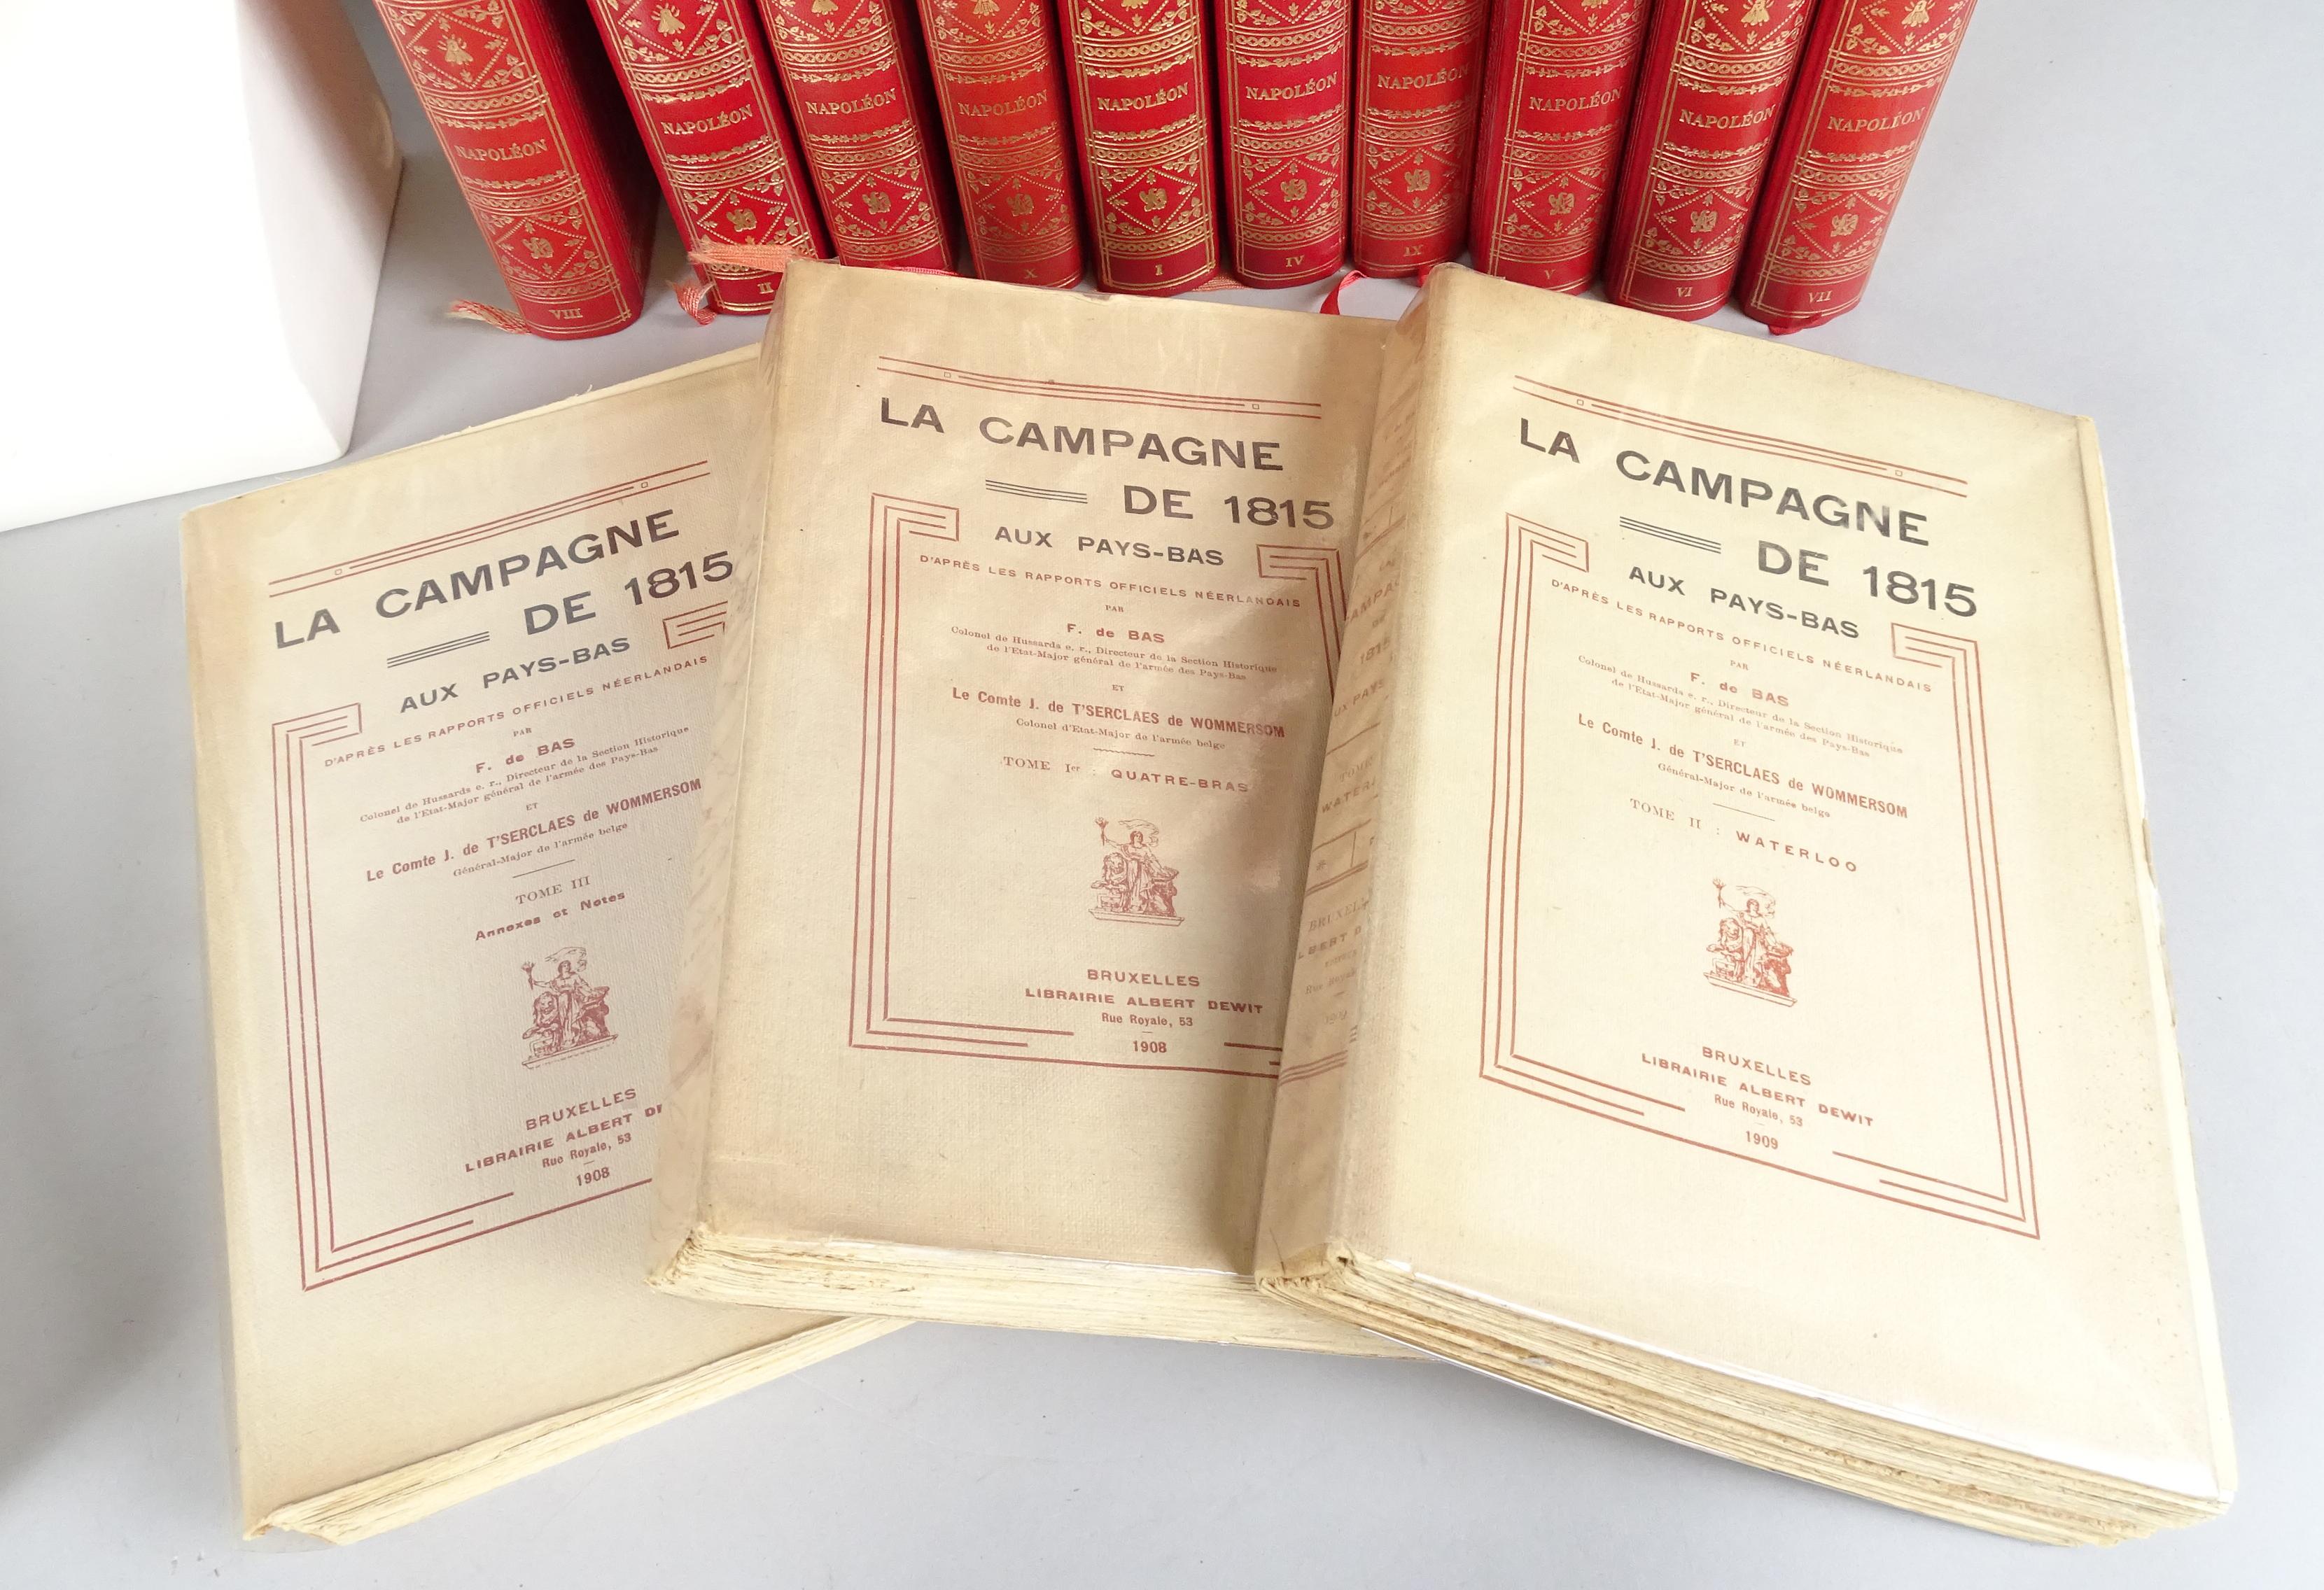 NAPOLÉON
VIII
NAPOLÉON
II
NAPOLÉON
NAPOLÉON
X
NAPOLÉON
I
NAPOLÉON
IV
NAPOLÉON
IX
NAPOLÉON
V
NAPOLÉON
VI
NAPOLÉON
VII
LA CAMPAGNE
DE 1815
AUX PAYS-BAS
D'APRÈS LES RAPPORTS OFFICIELS NÉERLANDAIS
PAR
F. de BAS
Colonel de Hussards e. r., Directeur de la Section Historique
de l'Etat-Major général de l'armée des Pays-Bas
ET
Le Comte J. de T'SERCLAES de WOMMERSOM
Général-Major de l'armée belge
TOME III
Annexes et Notes
BRUXELLES
LIBRAIRIE ALBERT
Rue Royale, 53
1908
LA CAMPAGNE
DE 1815
AUX PAYS-BAS
D'APRÈS LES RAPPORTS OFFICIELS NÉERLANDAIS
PAR
F. de BAS
Colonel de Hussards e. r., Directeur de la Section Historique
de l'Etat-Major général de l'armée des Pays-Bas
ET
Le Comte J. de T'SERCLAES de WOMMERSOM
Colonel d'Etat-Major de l'armée belge
TOME Ier : QUATRE-BRAS
BRUXELLES
LIBRAIRIE ALBERT DEWIT
Rue Royale, 53
1908
LA CAMPAGNE
DE 1815
AUX PAYS-BAS
D'APRÈS LES RAPPORTS OFFICIELS NÉERLANDAIS
PAR
F. de BAS
Colonel de Hussards e. r., Directeur de la Section Historique
de l'Etat-Major général de l'armée des Pays-Bas
ET
Le Comte J. de T'SERCLAES de WOMMERSOM
Général-Major de l'armée belge
TOME II : WATERLOO
BRUXELLES
LIBRAIRIE ALBERT DEWIT
Rue Royale, 53
1909